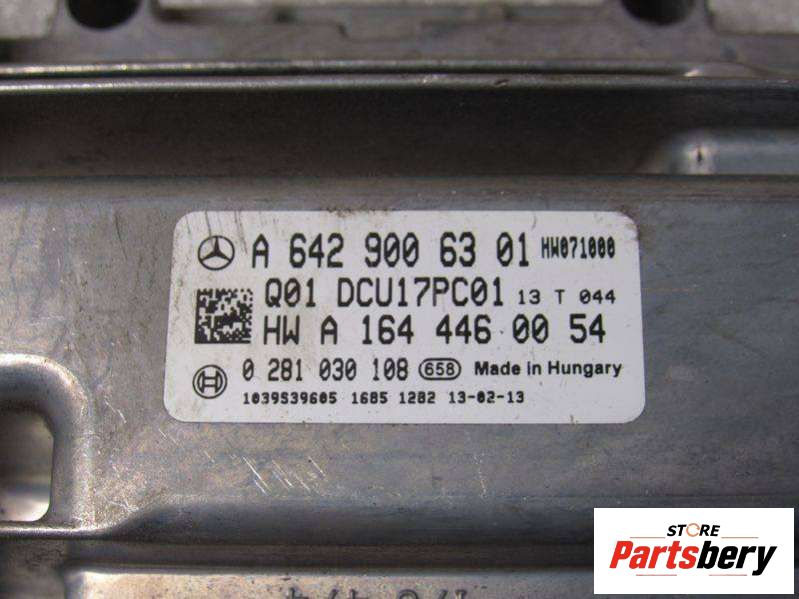 A 642 900 63 01 HW071000
Q01 DCU17PC01 13 T 044
HW A 164 446 00 54
0 281 030 108 658 Made in Hungary
1039S39605 1685 1282 13-02-13
STORE
Partsbery